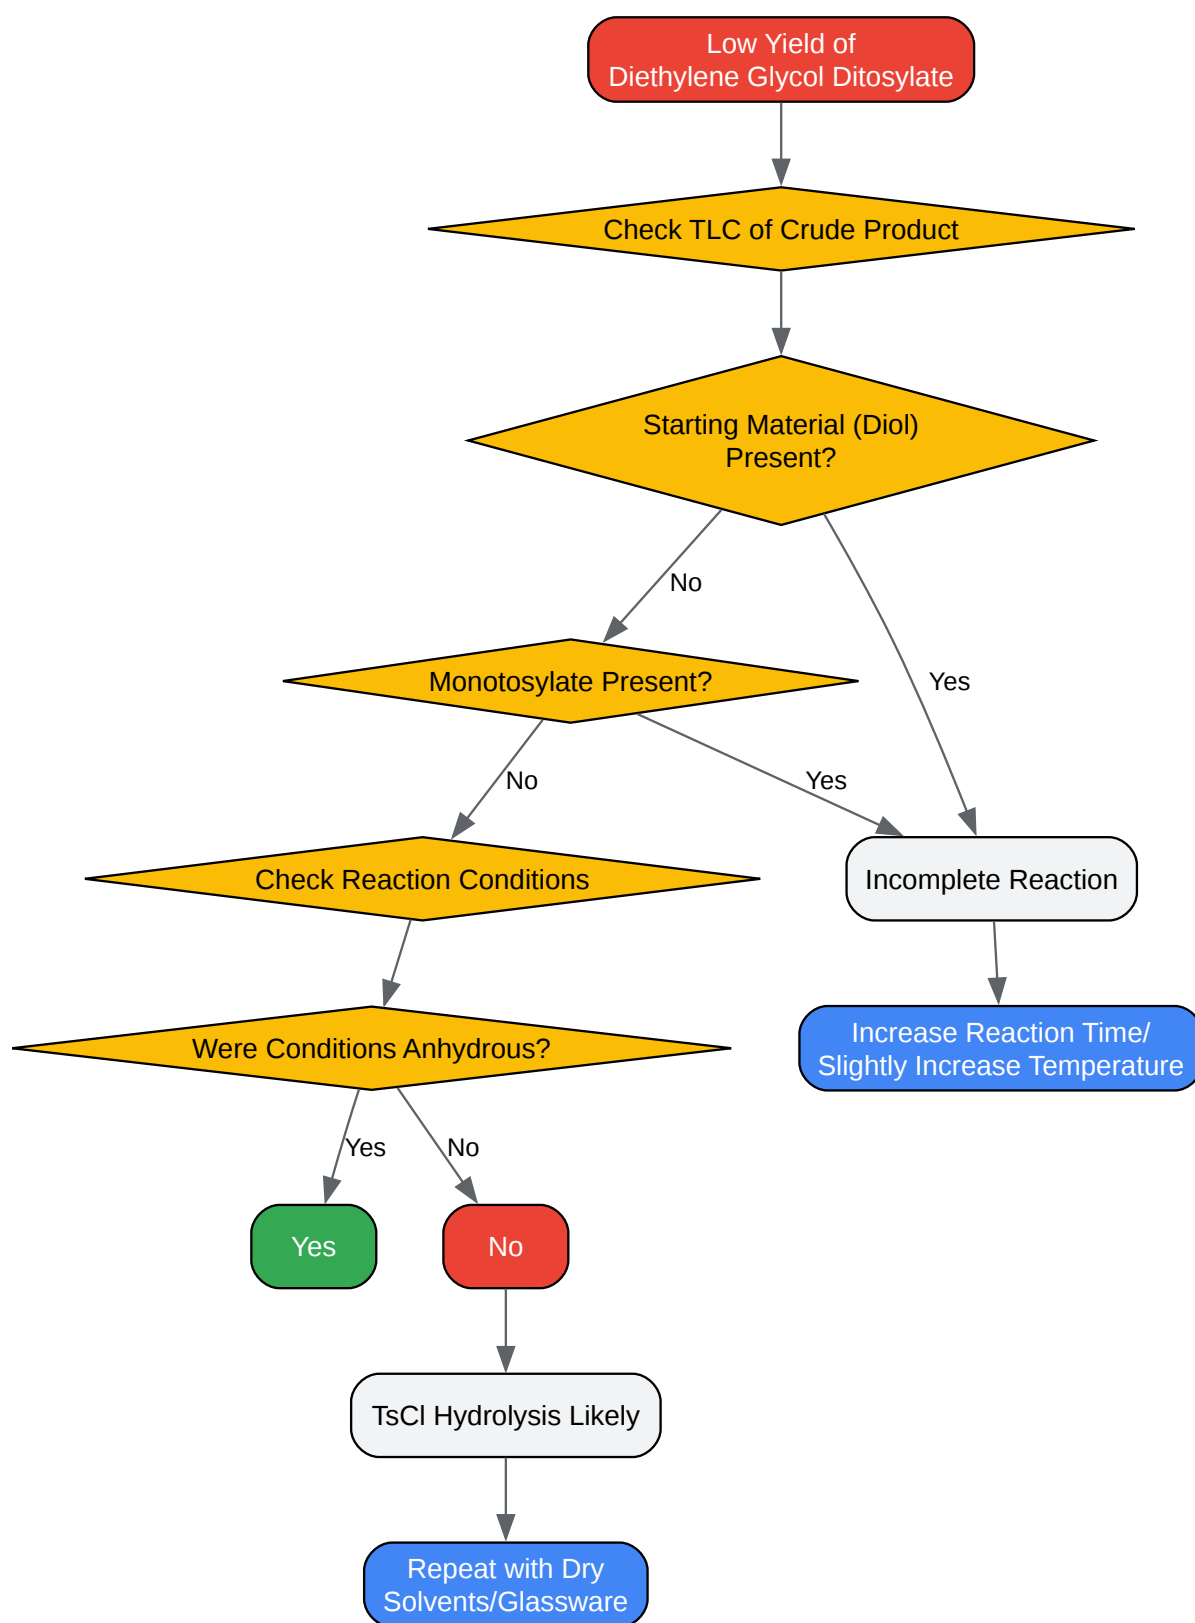 Low Yield of
Diethylene Glycol Ditosylate
Check TLC of Crude Product
Starting Material (Diol)
Present?
No
Yes
Monotosylate Present?
No
Yes
Check Reaction Conditions
Incomplete Reaction
Were Conditions Anhydrous?
Increase Reaction Time/
Slightly Increase Temperature
Yes
No
Yes
No
TsCl Hydrolysis Likely
Repeat with Dry
Solvents/Glassware